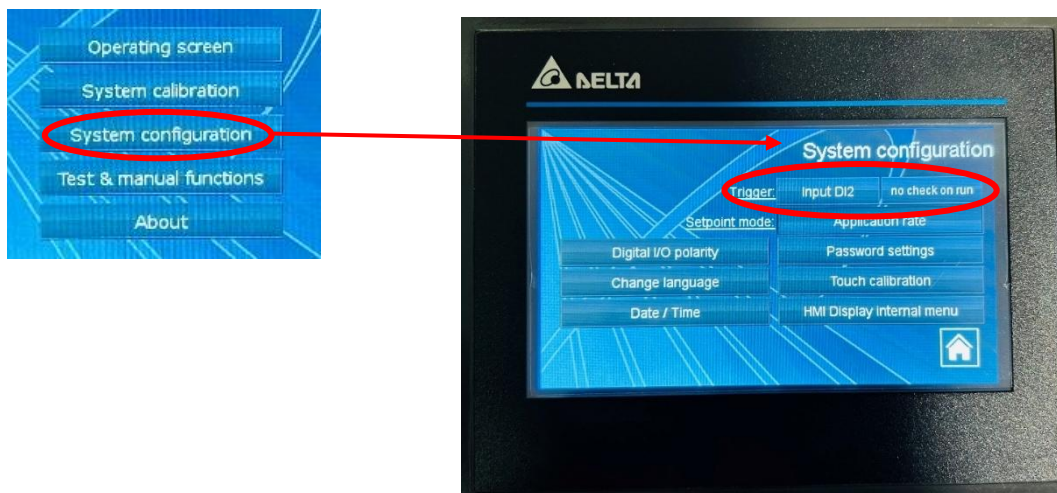 Operating screen
System calibration
System configuration
Test & manual functions
About
DELTA
System configuration
Trigger: Input DI2 no check on run
Setpoint mode: Application rate
Digital I/O polarity Password settings
Change language Touch calibration
Date / Time HMI Display internal menu